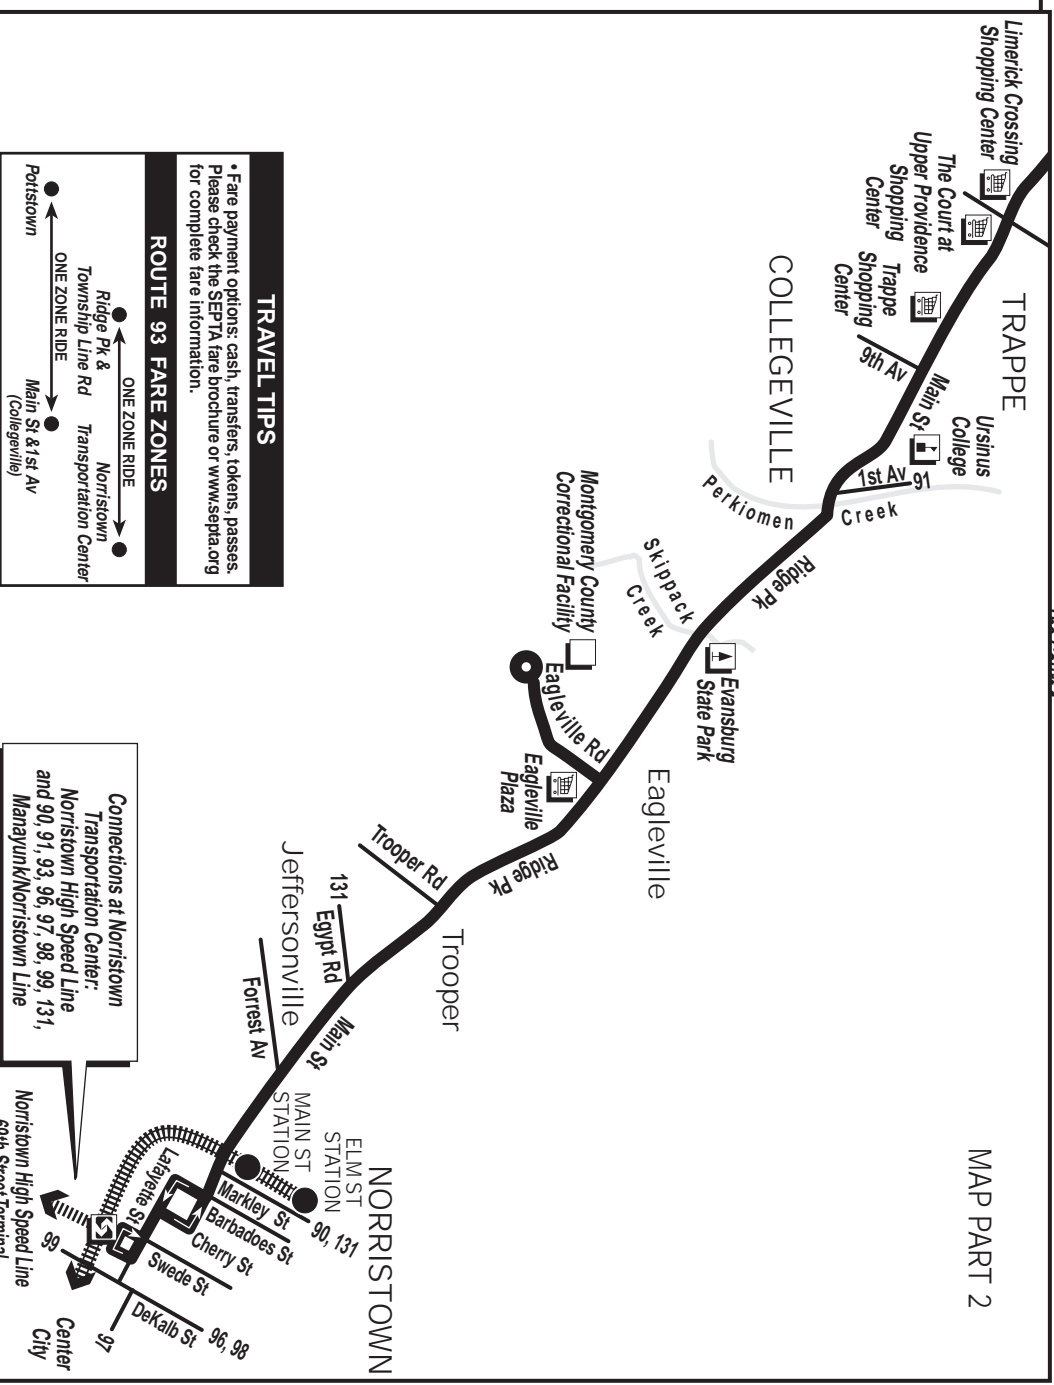 MAP PART 2
Limerick Crossing
Shopping Center
The Court at
Upper Providence
Shopping
Center
TRAPPE
Trappe
Shopping
Center
9th Av
Main St
Ursinus
College
COLLEGEVILLE
1st Av
91
Perkiomen
Creek
Ridge Pk
Skippack
Creek
Evansburg
State Park
Montgomery County
Correctional Facility
Eagleville Rd
Eagleville
Eagleville
Plaza
Ridge Pk
Trooper Rd
Trooper
131
Egypt Rd
Jeffersonville
Forrest Av
Main St
MAIN ST
STATION
ELM ST
STATION
NORRISTOWN
Markley St
90, 131
Barbadoes St
Cherry St
Lafayette St
Swede St
DeKalb St
96, 98
97
99
Center
City
Norristown High Speed Line
69th Street Terminal
Connections at Norristown
Transportation Center:
Norristown High Speed Line
and 90, 91, 93, 96, 97, 98, 99, 131,
Manayunk/Norristown Line
TRAVEL TIPS
• Fare payment options: cash, transfers, tokens, passes.
Please check the SEPTA fare brochure or www.septa.org
for complete fare information.
ROUTE 93 FARE ZONES
ONE ZONE RIDE
Ridge Pk &
Township Line Rd
Norristown
Transportation Center
ONE ZONE RIDE
Pottstown
Main St &1st Av
(Collegeville)